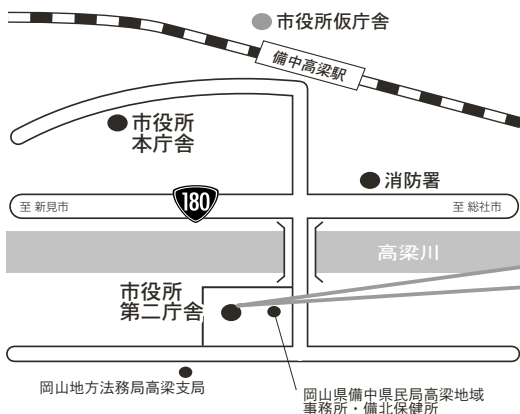 市役所仮庁舎
備中高梁駅
市役所
本庁舎
消防署
至 新見市
180
至 総社市
高梁川
市役所
第二庁舎
岡山地方法務局高梁支局
岡山県備中県民局高梁地域
事務所・備北保健所